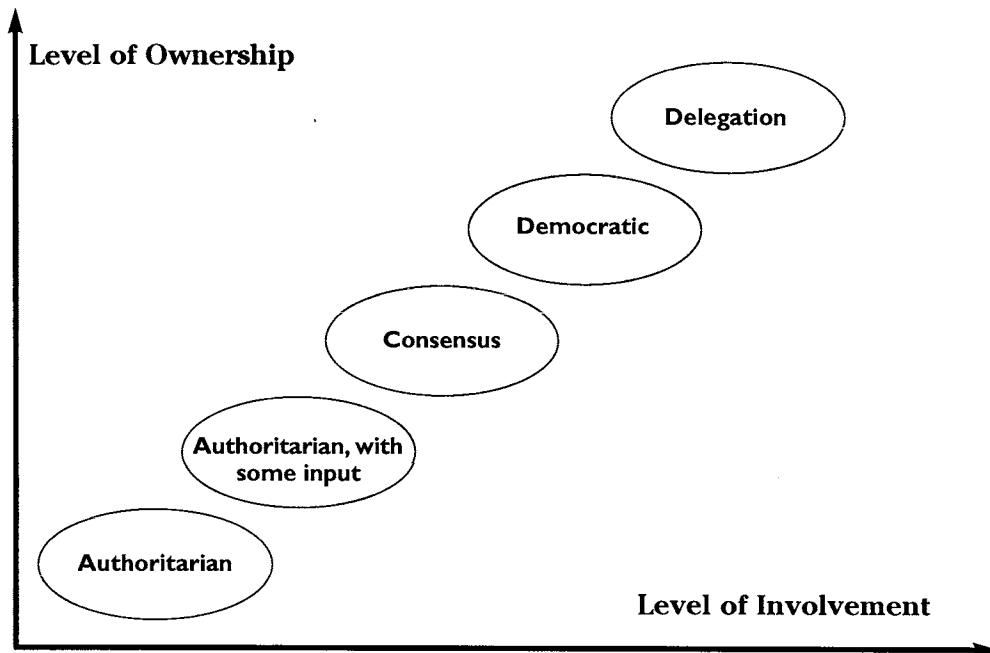 Level of Ownership
Delegation
Democratic
Consensus
Authoritarian, with
some input
Authoritarian
Level of Involvement